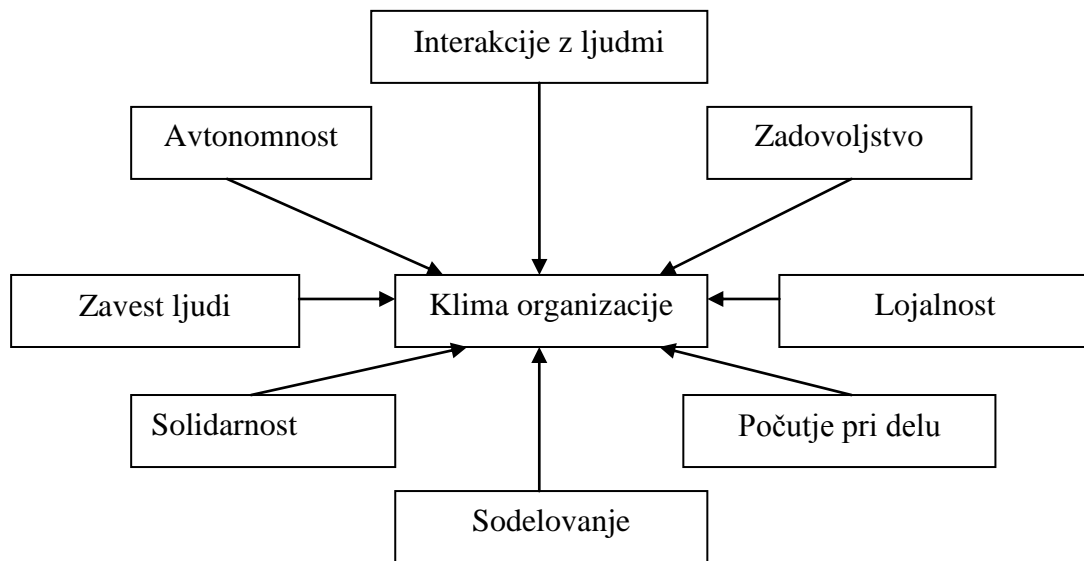 Interakcije z ljudmi
Avtonomnost
Zadovoljstvo
Zavest ljudi
Klima organizacije
Lojalnost
Solidarnost
Počutje pri delu
Sodelovanje